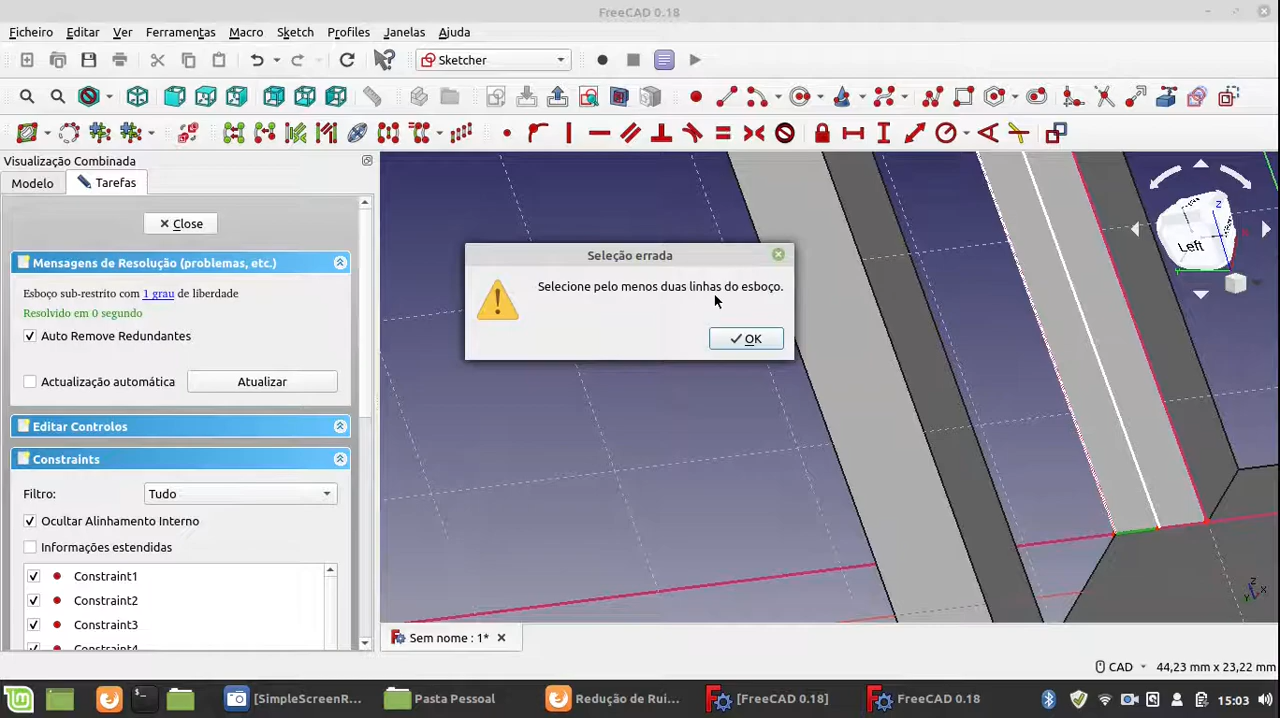 FreeCAD 0.18
Ficheiro Editar Ver Ferramentas Macro Sketch Profiles Janelas Ajuda
Sketcher
Visualização Combinada
Modelo Tarefas
Close
Mensagens de Resolução (problemas, etc.)
Esboço sub-restrito com 1 grau de liberdade
Resolvido em 0 segundo
Auto Remove Redundantes
Actualização automática Atualizar
Editar Controlos
Constraints
Filtro: Tudo
Ocultar Alinhamento Interno
Informações estendidas
Constraint1
Constraint2
Constraint3
Constraint4
Seleção errada
Selecione pelo menos duas linhas do esboço.
OK
Z
Left
Z
X
Y
Sem nome : 1*
CAD 44,23 mm x 23,22 mm
[SimpleScreenR... Pasta Pessoal Redução de Rui... [FreeCAD 0.18] FreeCAD 0.18 15:03